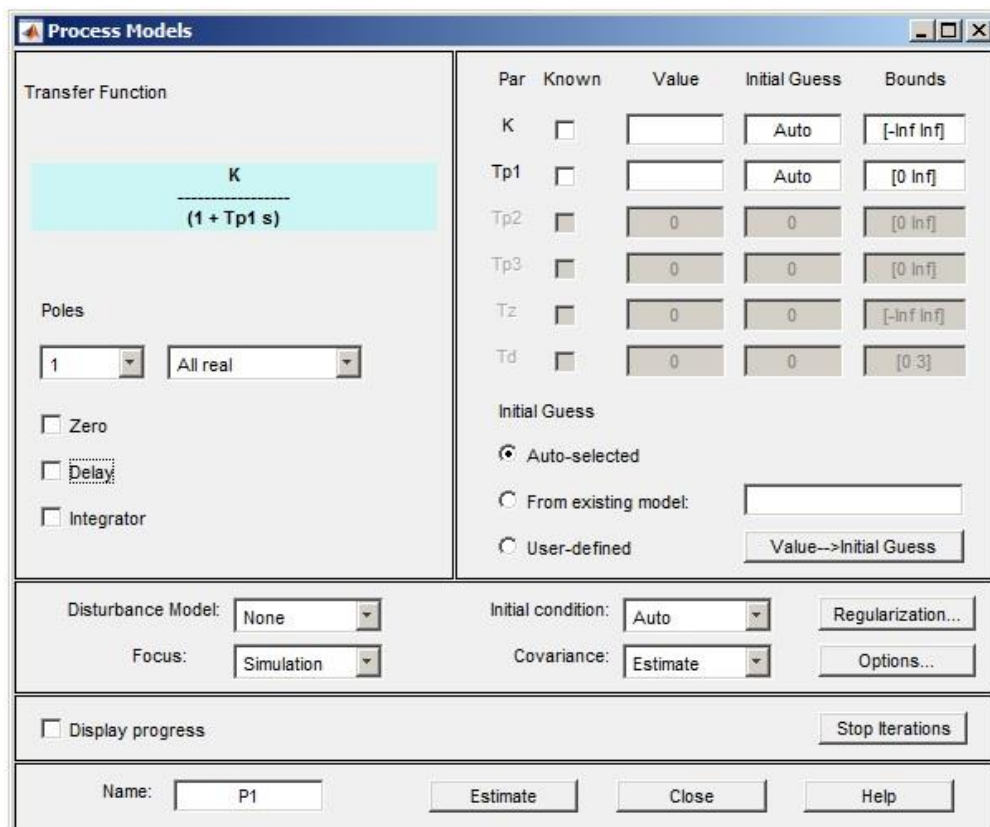 Process Models
Transfer Function
K
-----------------
(1 + Tp1 s)
Poles
1 All real
Zero
Delay
Integrator
Par Known Value Initial Guess Bounds
K Auto [-Inf Inf]
Tp1 Auto [0 Inf]
Tp2 0 0 [0 Inf]
Tp3 0 0 [0 Inf]
Tz 0 0 [-Inf Inf]
Td 0 0 [0 3]
Initial Guess
Auto-selected
From existing model:
User-defined Value-->Initial Guess
Disturbance Model: None Initial condition: Auto Regularization...
Focus: Simulation Covariance: Estimate Options...
Display progress Stop Iterations
Name: P1 Estimate Close Help